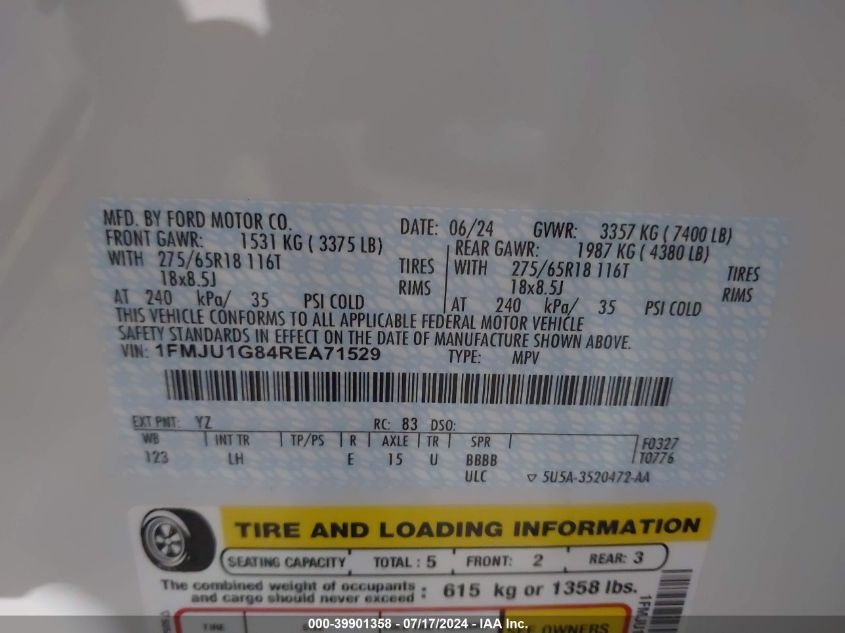 MFD. BY FORD MOTOR CO. DATE: 06/24 GVWR: 3357 KG ( 7400 LB)
FRONT GAWR: 1531 KG ( 3375 LB) REAR GAWR: 1987 KG ( 4380 LB)
WITH 275/65R18 116T TIRES WITH 275/65R18 116T TIRES
18x8.5J RIMS 18x8.5J RIMS
AT 240 kPa/ 35 PSI COLD AT 240 kPa/ 35 PSI COLD
THIS VEHICLE CONFORMS TO ALL APPLICABLE FEDERAL MOTOR VEHICLE
SAFETY STANDARDS IN EFFECT ON THE DATE OF MANUFACTURE SHOWN ABOVE.
VIN: 1FMJU1G84REA71529 TYPE: MPV
EXT PNT: YZ RC: 83 DSO:
WB INT TR TP/PS R AXLE TR SPR F0327
123 LH E 15 U BBBB T0776
ULC ▽ 5U5A-3520472-AA
TIRE AND LOADING INFORMATION
SEATING CAPACITY TOTAL : 5 FRONT: 2 REAR: 3
The combined weight of occupants and cargo should never exceed : 615 kg or 1358 lbs.
TIRE SEE OWNERS
1FMJU1
000-39901358 - 07/17/2024 - IAA Inc.